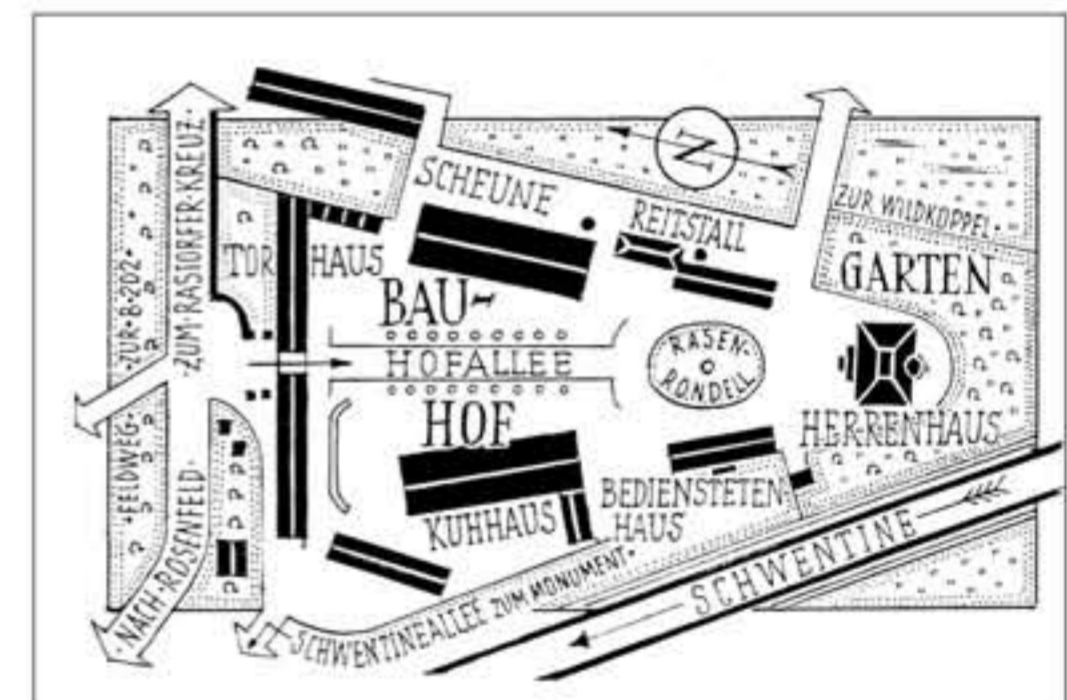 ·ZUM·RASTORFER·KREUZ·
·ZUR·B·202·
·FELDWEG·
·NACH·ROSENFELD·
TOR HAUS
SCHEUNE
N
REITSTALL
ZUR WILDKOPPEL·
GARTEN
BAU-
HOFALLEE
HOF
RASEN-
RONDELL
HERRENHAUS
KUHHAUS
BEDIENSTETEN-
HAUS
SCHWENTINEALLEE ZUM MONUMENT·
SCHWENTINE